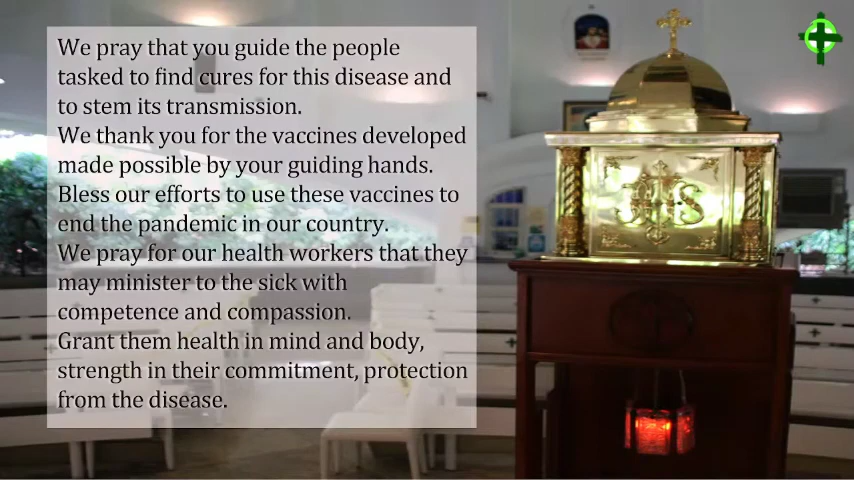 We pray that you guide the people
tasked to find cures for this disease and
to stem its transmission.
We thank you for the vaccines developed
made possible by your guiding hands.
Bless our efforts to use these vaccines to
end the pandemic in our country.
We pray for our health workers that they
may minister to the sick with
competence and compassion.
Grant them health in mind and body,
strength in their commitment, protection
from the disease.
IHS